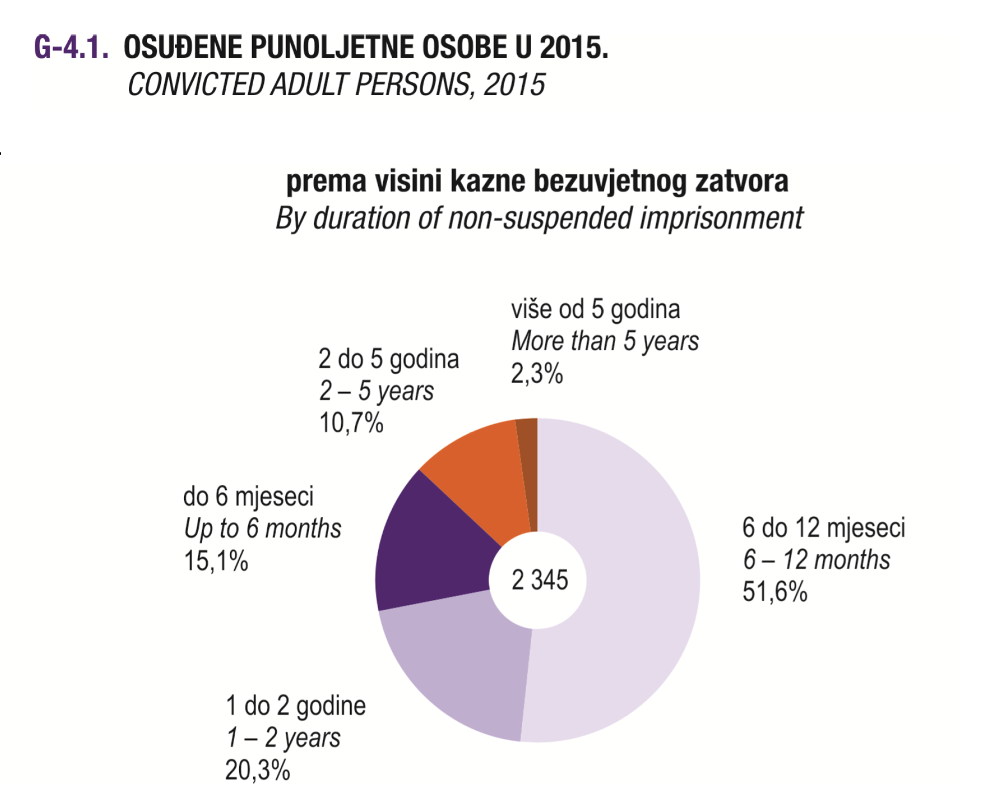 G-4.1. OSUĐENE PUNOLJETNE OSOBE U 2015.
CONVICTED ADULT PERSONS, 2015
prema visini kazne bezuvjetnog zatvora
By duration of non-suspended imprisonment
više od 5 godina
More than 5 years
2,3%
2 do 5 godina
2 – 5 years
10,7%
do 6 mjeseci
Up to 6 months
15,1%
6 do 12 mjeseci
6 – 12 months
51,6%
2 345
1 do 2 godine
1 – 2 years
20,3%